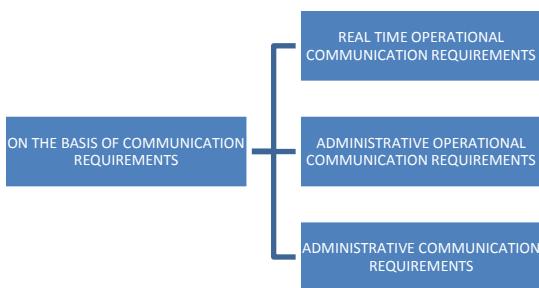 REAL TIME OPERATIONAL
COMMUNICATION REQUIREMENTS
ON THE BASIS OF COMMUNICATION
REQUIREMENTS
ADMINISTRATIVE OPERATIONAL
COMMUNICATION REQUIREMENTS
ADMINISTRATIVE COMMUNICATION
REQUIREMENTS